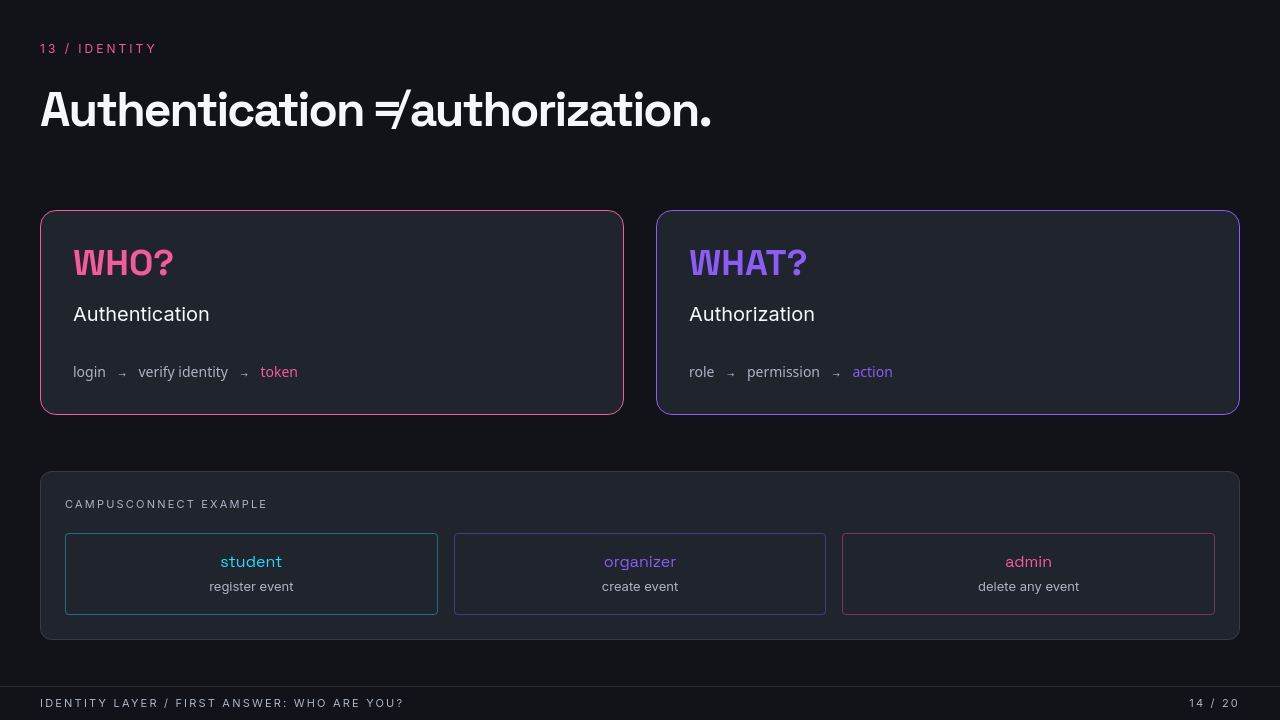 13 / IDENTITY
Authentication ≠ authorization.
WHO?
Authentication
login → verify identity → token
WHAT?
Authorization
role → permission → action
CAMPUSCONNECT EXAMPLE
student
register event
organizer
create event
admin
delete any event
IDENTITY LAYER / FIRST ANSWER: WHO ARE YOU?
14 / 20